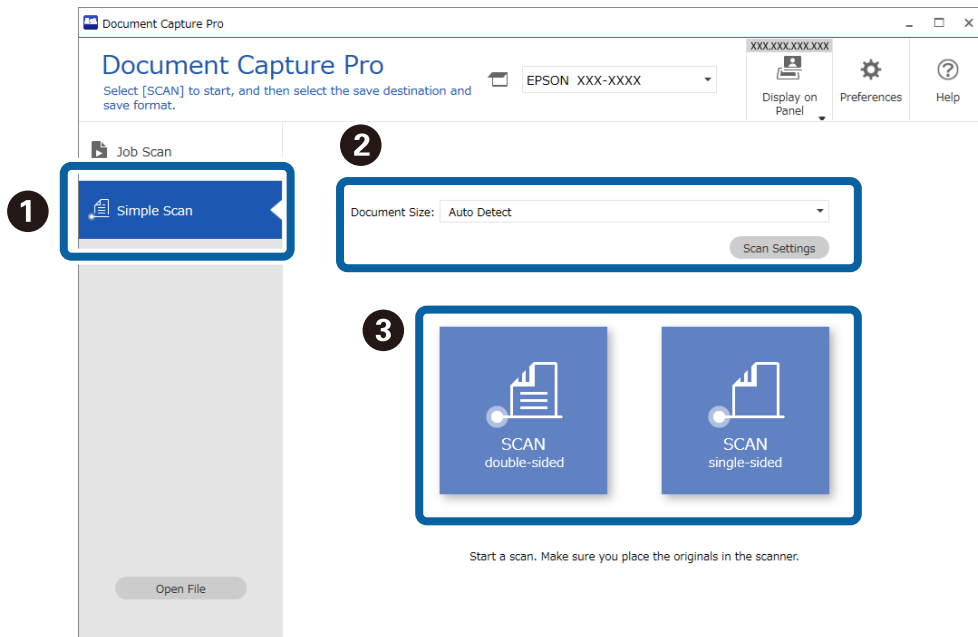 Document Capture Pro
Document Capture Pro
Select [SCAN] to start, and then select the save destination and
save format.
EPSON XXX-XXXX
XXX.XXX.XXX.XXX
Display on
Panel
Preferences
Help
Job Scan
1
Simple Scan
2
Document Size: Auto Detect
Scan Settings
3
SCAN
double-sided
SCAN
single-sided
Start a scan. Make sure you place the originals in the scanner.
Open File